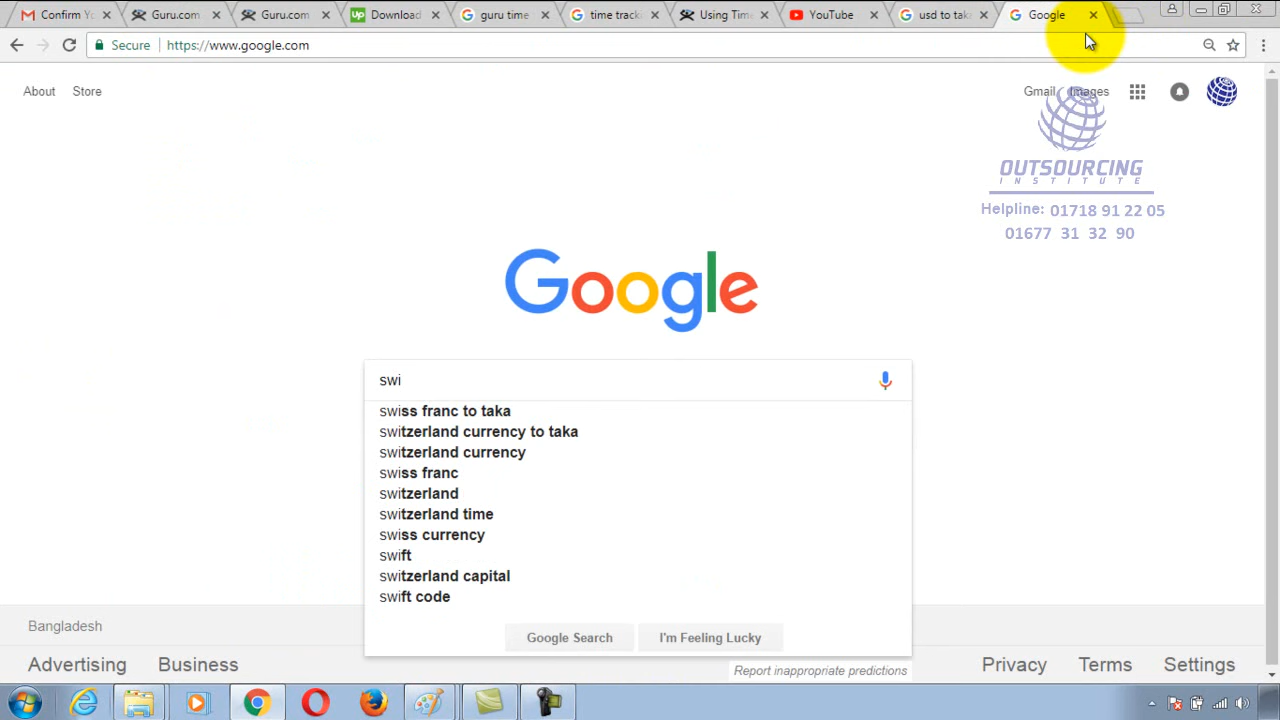 Confirm Yo
Guru.com
Guru.com
Download
guru time
time track
Using Tim
YouTube
usd to tak
Google
Secure
https://www.google.com
About
Store
Gmail
Images
OUTSOURCING
INSTITUTE
Helpline: 01718 91 22 05
01677 31 32 90
Google
swi
swiss franc to taka
switzerland currency to taka
switzerland currency
swiss franc
switzerland
switzerland time
swiss currency
swift
switzerland capital
swift code
Google Search
I'm Feeling Lucky
Report inappropriate predictions
Bangladesh
Advertising
Business
Privacy
Terms
Settings